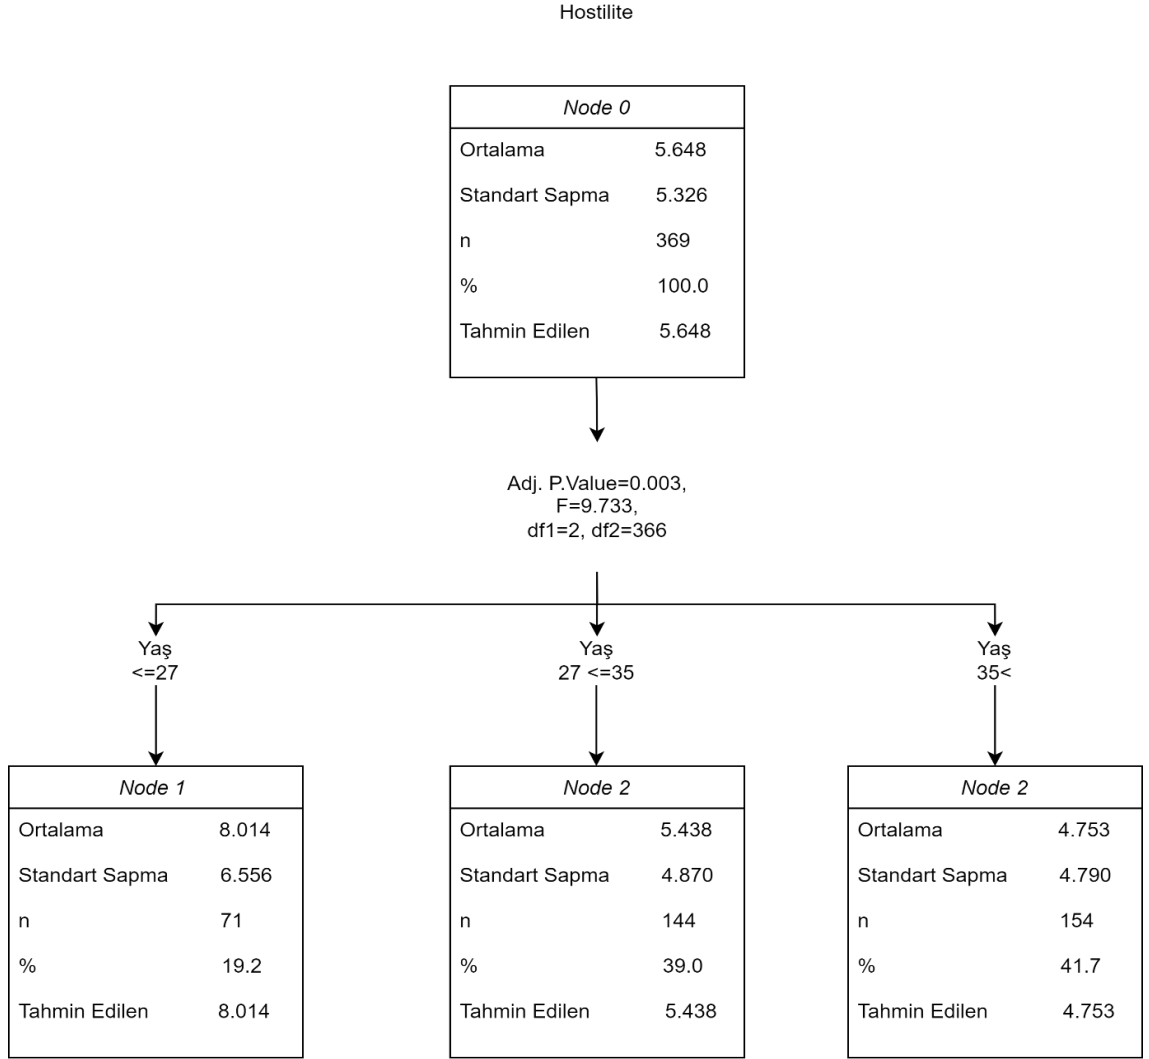 Hostilite
Node 0
Ortalama 5.648
Standart Sapma 5.326
n 369
% 100.0
Tahmin Edilen 5.648
Adj. P.Value=0.003,
F=9.733,
df1=2, df2=366
Yaş
<=27
Yaş
27 <=35
Yaş
35<
Node 1
Ortalama 8.014
Standart Sapma 6.556
n 71
% 19.2
Tahmin Edilen 8.014
Node 2
Ortalama 5.438
Standart Sapma 4.870
n 144
% 39.0
Tahmin Edilen 5.438
Node 2
Ortalama 4.753
Standart Sapma 4.790
n 154
% 41.7
Tahmin Edilen 4.753